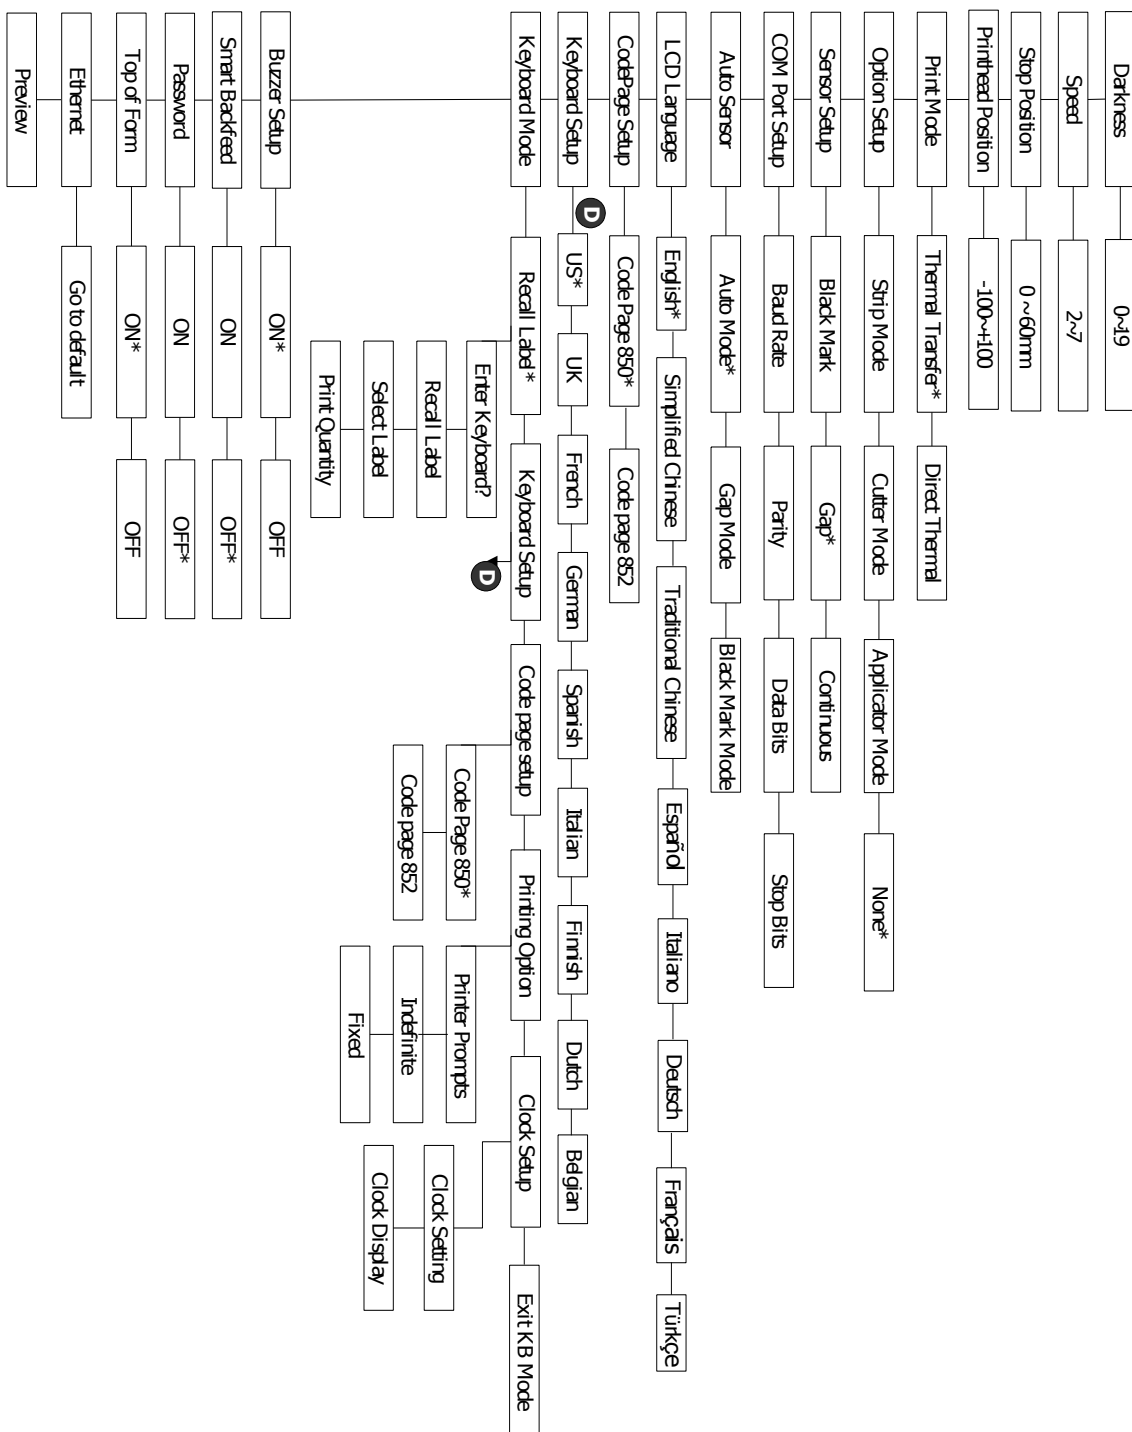 Darkness
0~19
Speed
2~7
Stop Position
0 ~60mm
Printhead Position
-100~+100
Print Mode
Thermal Transfer*
Direct Thermal
Option Setup
Strip Mode
Cutter Mode
Applicator Mode
None*
Sensor Setup
Black Mark
Gap*
Continuous
COM Port Setup
Baud Rate
Parity
Data Bits
Stop Bits
Auto Sensor
Auto Mode*
Gap Mode
Black Mark Mode
LCD Language
English*
Simplified Chinese
Traditional Chinese
Español
Italiano
Deutsch
Français
Türkçe
CodePage Setup
Code Page 850*
Code page 852
Keyboard Setup
D
US*
UK
French
German
Spanish
Italian
Finnish
Dutch
Belgian
Keyboard Mode
Recall Label*
Enter Keyboard?
Recall Label
Select Label
Print Quantity
Keyboard Setup
D
Code page setup
Code Page 850*
Code page 852
Printing Option
Printer Prompts
Indefinite
Fixed
Clock Setup
Clock Setting
Clock Display
Exit KB Mode
Buzzer Setup
ON*
OFF
Smart Backfeed
ON
OFF*
Password
ON
OFF*
Top of Form
ON*
OFF
Ethernet
Go to default
Preview